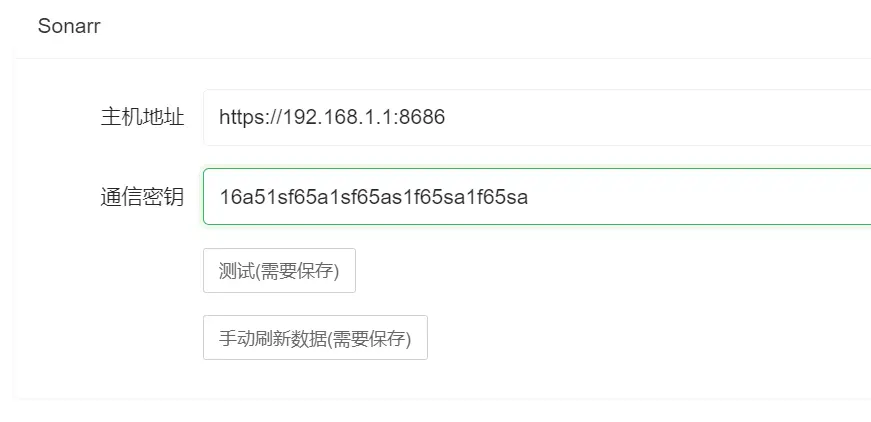 Sonarr
主机地址 https://192.168.1.1:8686
通信密钥 16a51sf65a1sf65as1f65sa1f65sa
测试(需要保存)
手动刷新数据(需要保存)